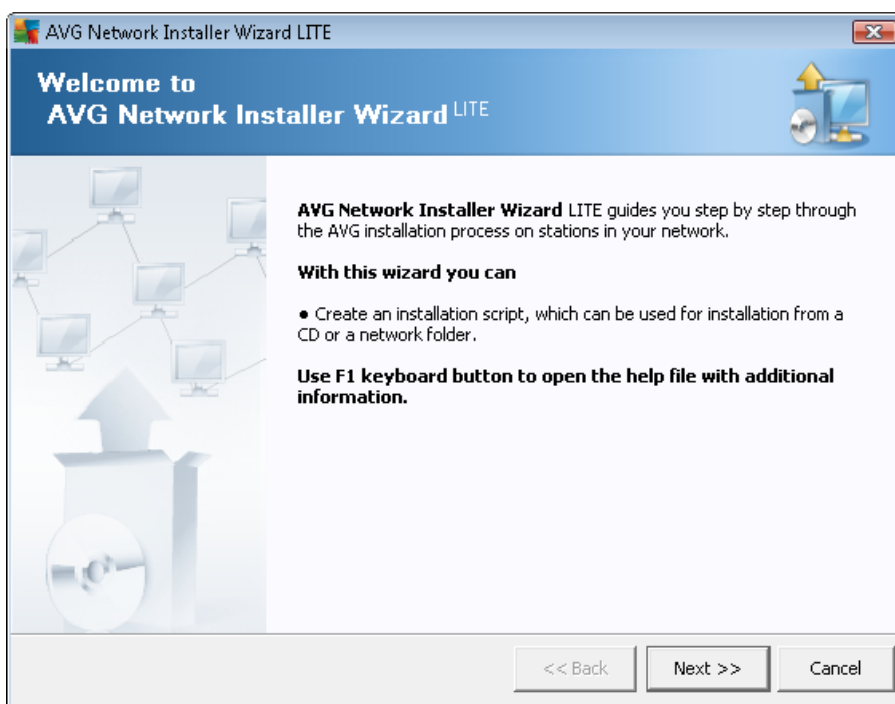 AVG Network Installer Wizard LITE
Welcome to
AVG Network Installer Wizard LITE
AVG Network Installer Wizard LITE guides you step by step through
the AVG installation process on stations in your network.
With this wizard you can
● Create an installation script, which can be used for installation from a
CD or a network folder.
Use F1 keyboard button to open the help file with additional
information.
<< Back Next >> Cancel